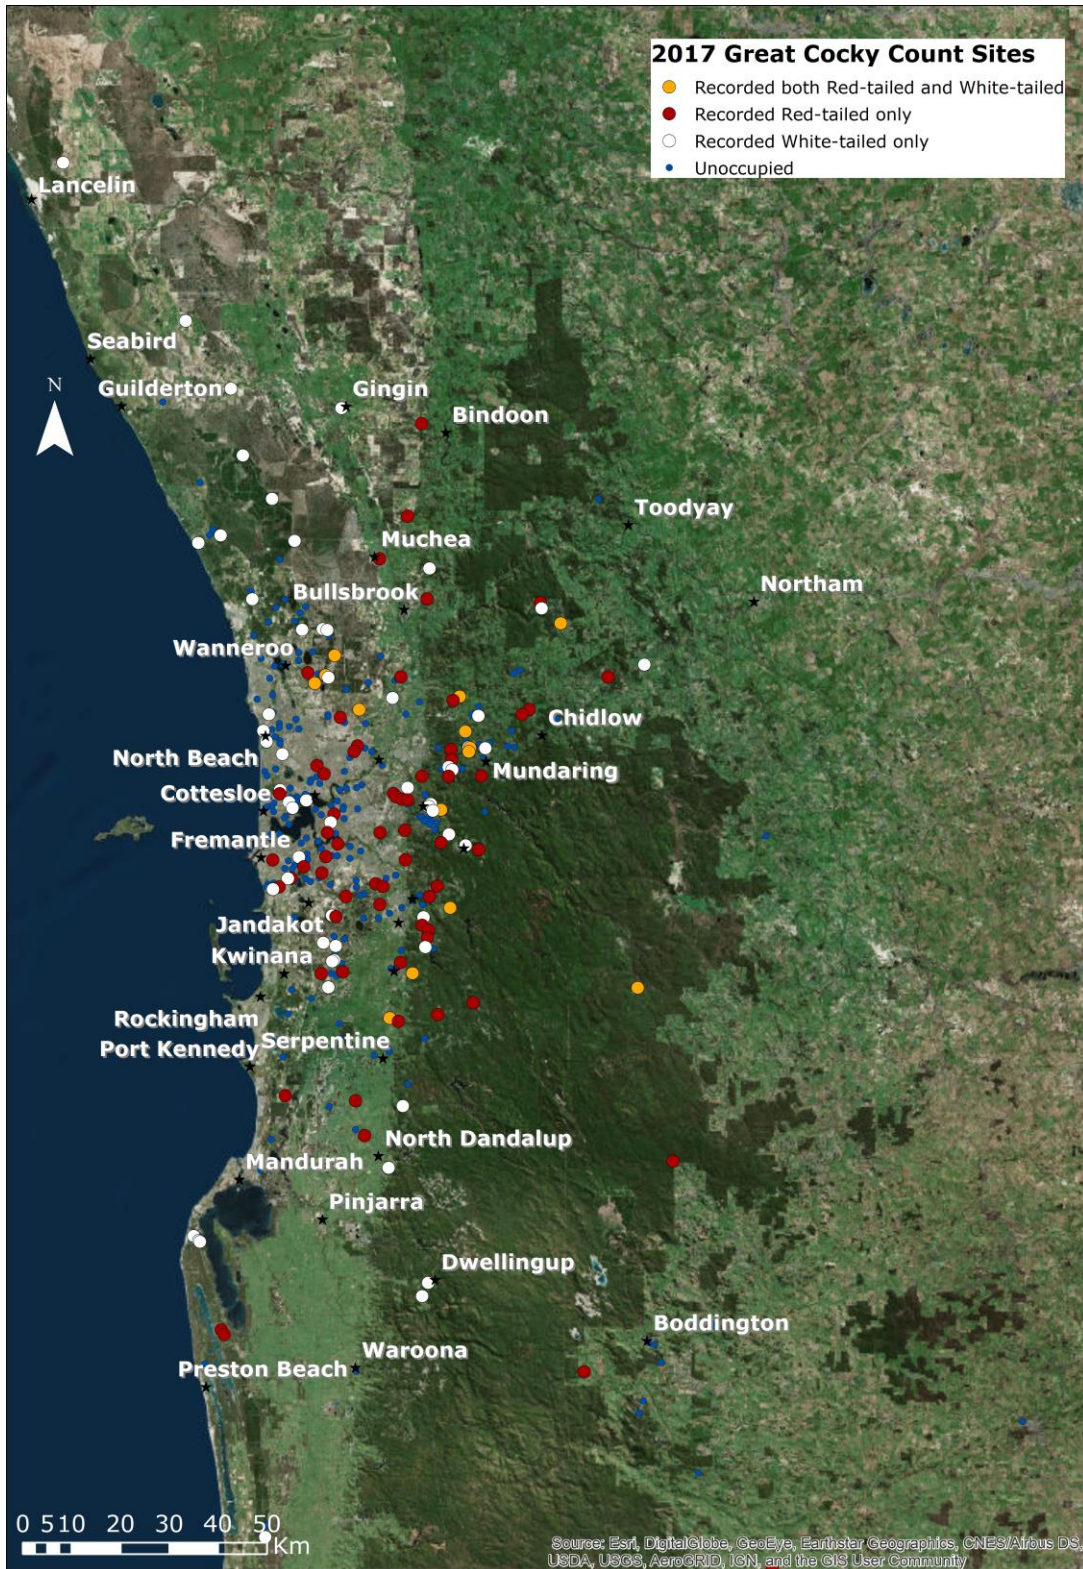 2017 Great Cocky Count Sites
Recorded both Red-tailed and White-tailed
Recorded Red-tailed only
Recorded White-tailed only
Unoccupied
Lancelin
Seabird
N
Guilderton
Gingin
Bindoon
Toodyay
Muchea
Northam
Bullsbrook
Wanneroo
Chidlow
North Beach
Mundaring
Cottesloe
Fremantle
Jandakot
Kwinana
Rockingham
Serpentine
Port Kennedy
North Dandalup
Mandurah
Pinjarra
Dwellingup
Boddington
Waroona
Preston Beach
0 5 10 20 30 40 50
Km
Source: Esri, DigitalGlobe, GeoEye, Earthstar Geographics, CNES/Airbus DS,
USDA, USGS, AeroGRID, IGN, and the GIS User Community